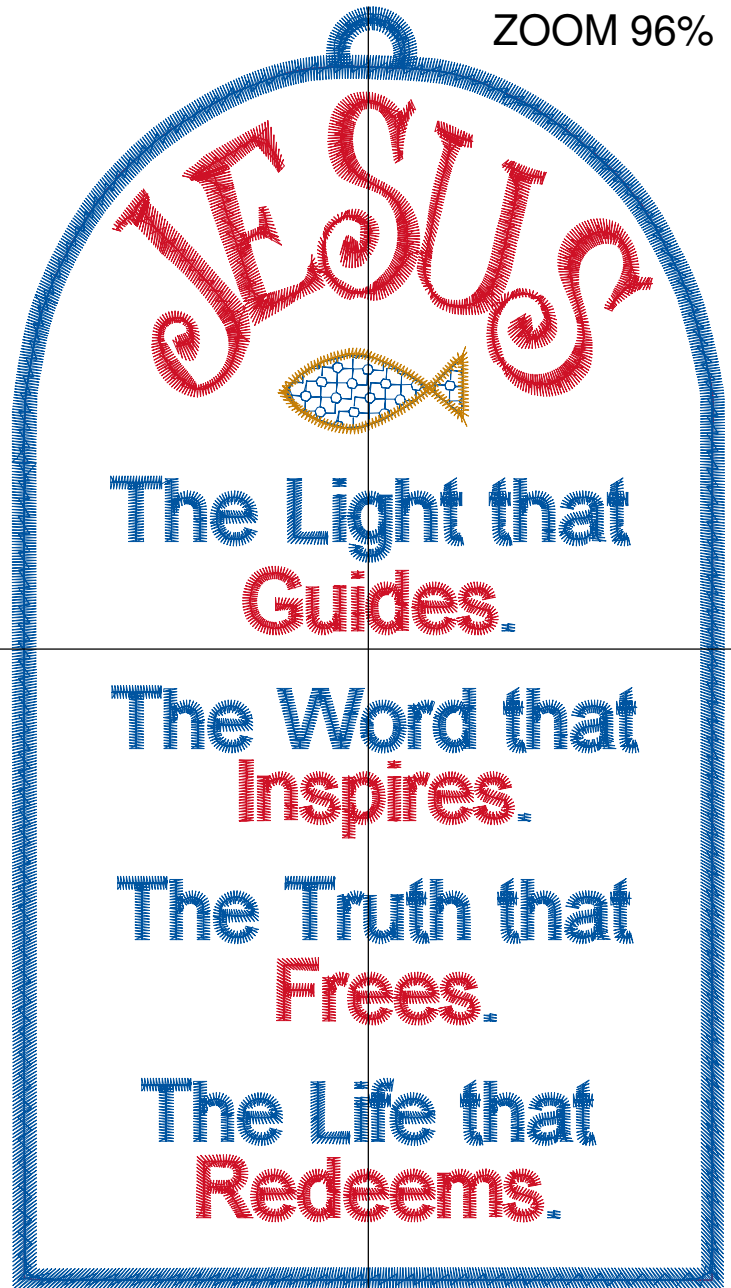 ZOOM 96%
JESUS
The Light that
Guides.
The Word that
Inspires.
The Truth that
Frees.
The Life that
Redeems.